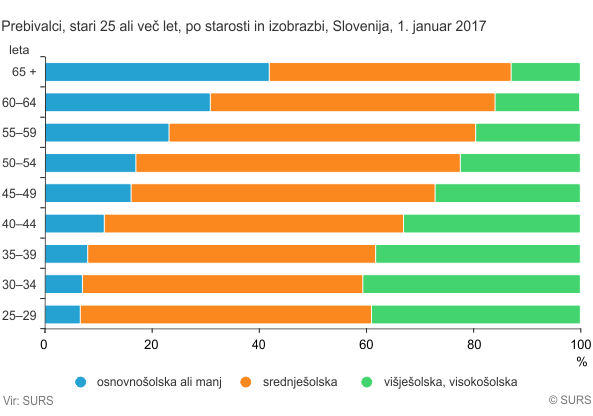 Prebivalci, stari 25 ali več let, po starosti in izobrazbi, Slovenija, 1. januar 2017
leta
65 +
60–64
55–59
50–54
45–49
40–44
35–39
30–34
25–29
0 20 40 60 80 100
%
osnovnošolska ali manj srednješolska višješolska, visokošolska
Vir: SURS © SURS